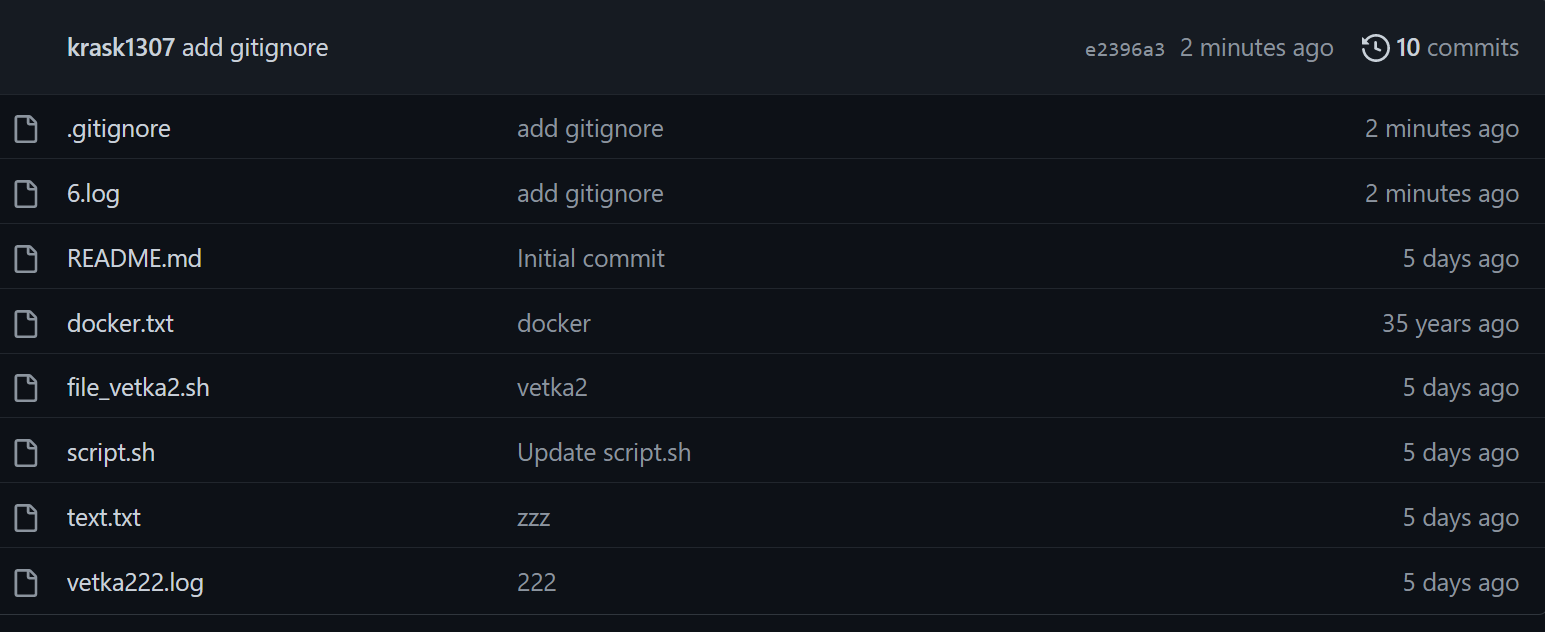 krask1307 add gitignore e2396a3 2 minutes ago 10 commits
.gitignore add gitignore 2 minutes ago
6.log add gitignore 2 minutes ago
README.md Initial commit 5 days ago
docker.txt docker 35 years ago
file_vetka2.sh vetka2 5 days ago
script.sh Update script.sh 5 days ago
text.txt zzz 5 days ago
vetka222.log 222 5 days ago